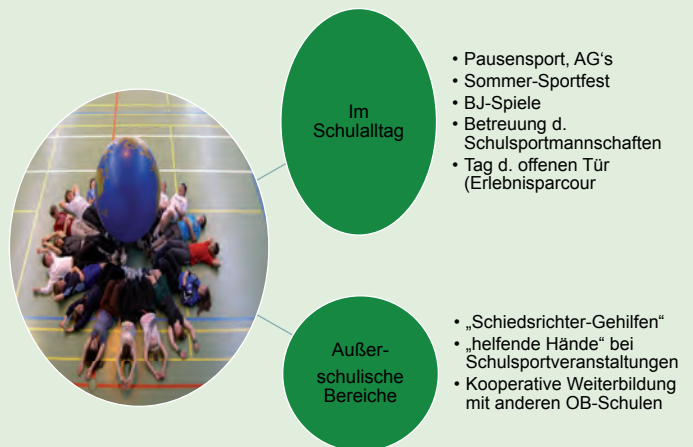 Im
Schulalltag
• Pausensport, AG‘s
• Sommer-Sportfest
• BJ-Spiele
• Betreuung d.
Schulsportmannschaften
• Tag d. offenen Tür
(Erlebnisparcour
Außer-
schulische
Bereiche
• „Schiedsrichter-Gehilfen“
• „helfende Hände“ bei
Schulsportveranstaltungen
• Kooperative Weiterbildung
mit anderen OB-Schulen